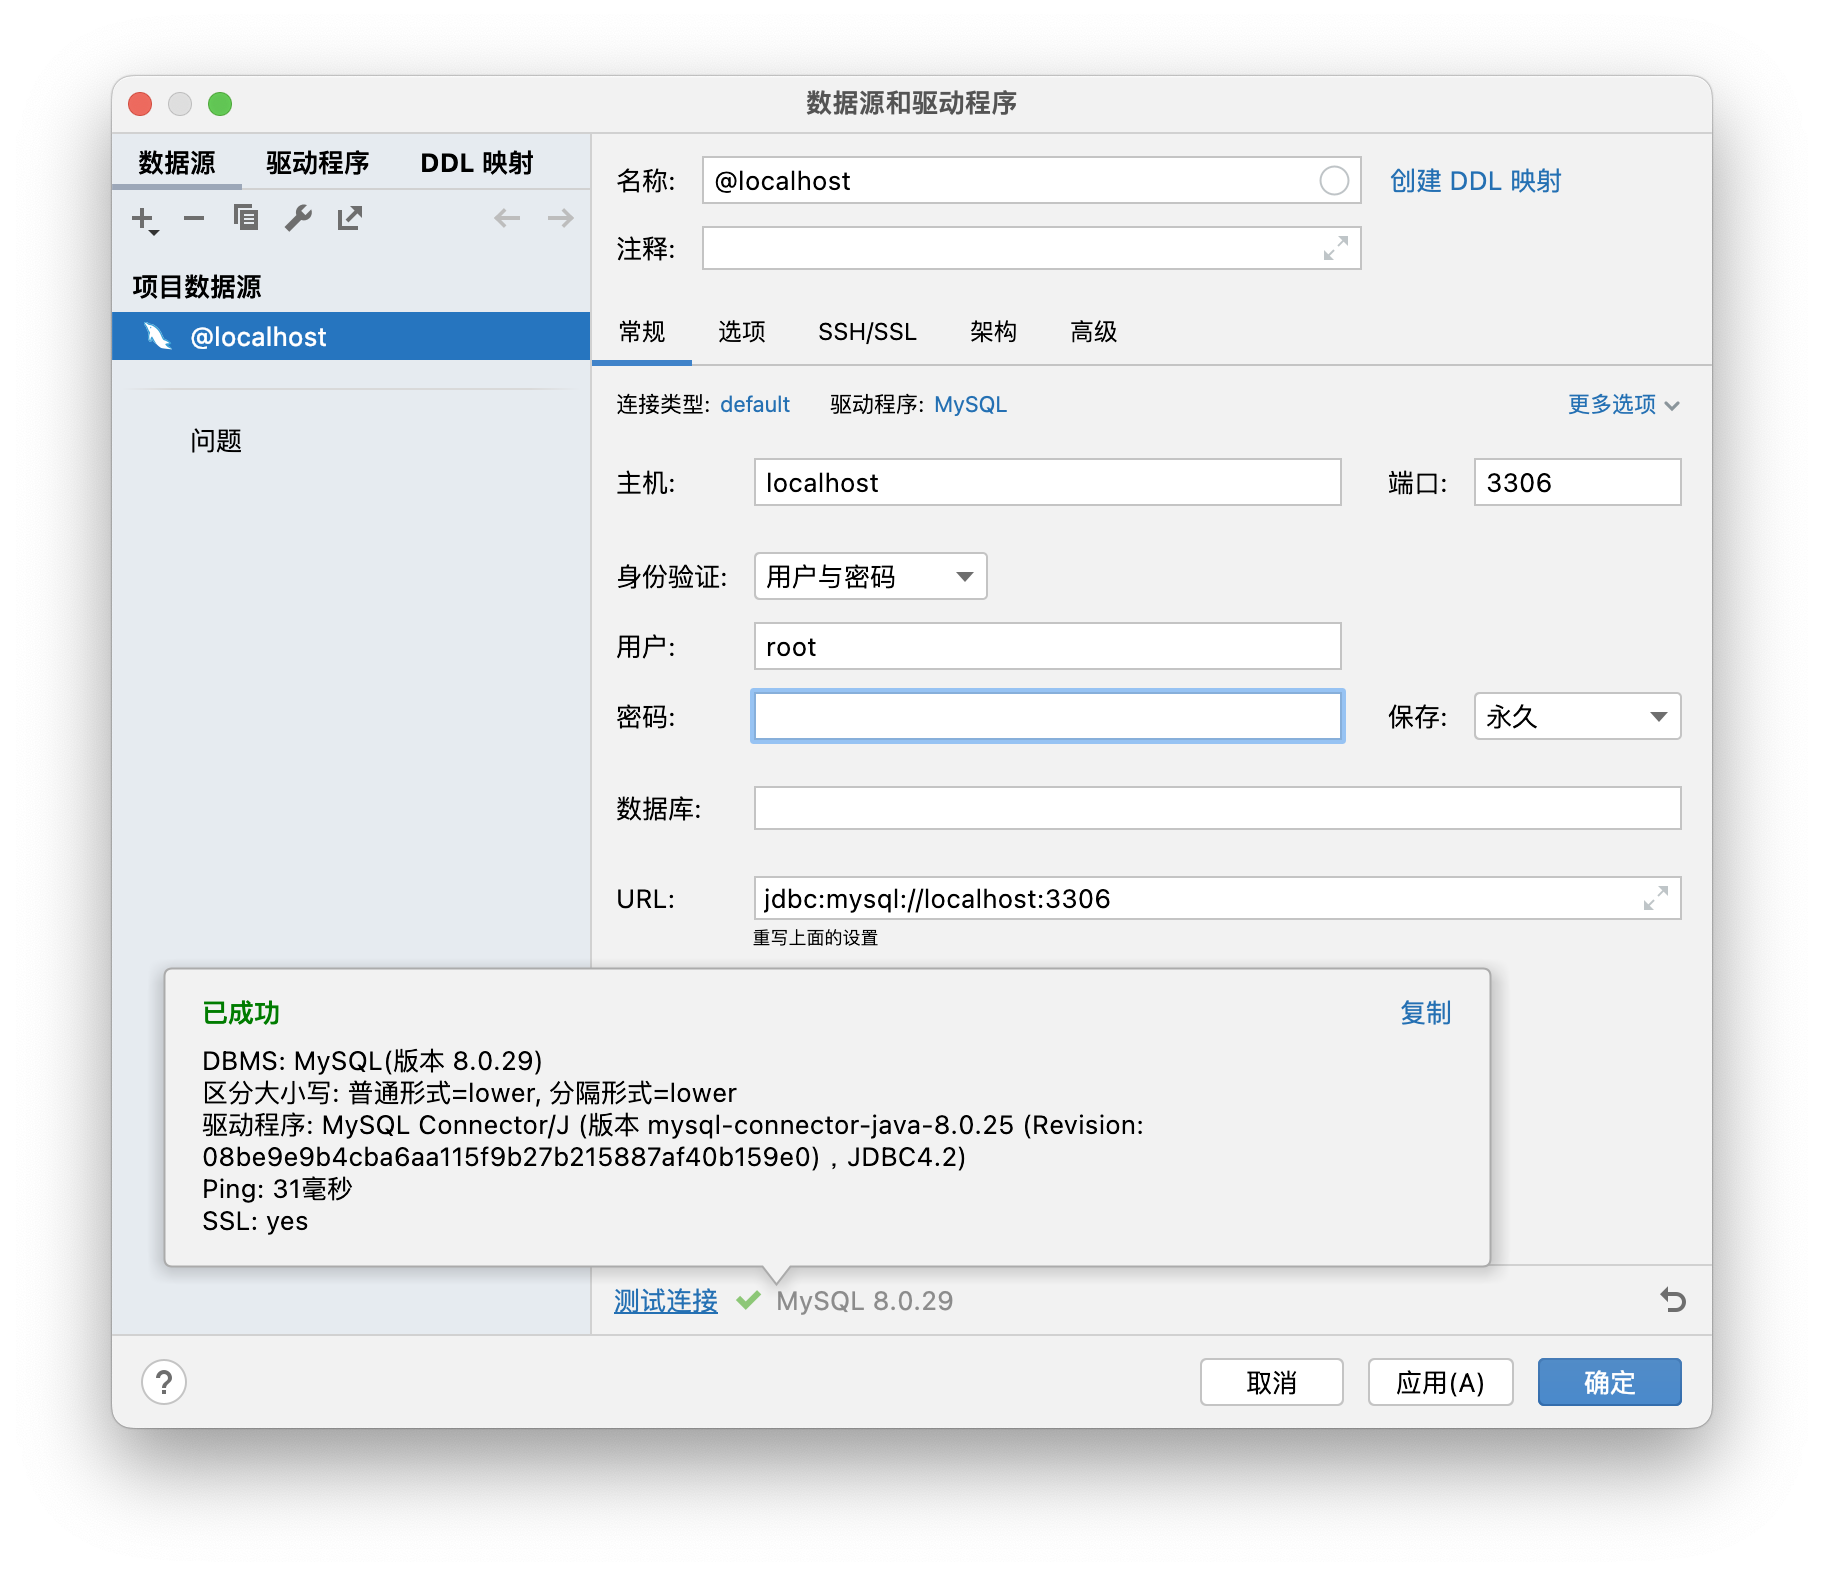 数据源和驱动程序
数据源 驱动程序 DDL 映射
项目数据源
@localhost
问题
名称: @localhost 创建 DDL 映射
注释:
常规 选项 SSH/SSL 架构 高级
连接类型: default 驱动程序: MySQL 更多选项
主机: localhost 端口: 3306
身份验证: 用户与密码
用户: root
密码: 保存: 永久
数据库:
URL: jdbc:mysql://localhost:3306
重写上面的设置
已成功 复制
DBMS: MySQL(版本 8.0.29)
区分大小写: 普通形式=lower, 分隔形式=lower
驱动程序: MySQL Connector/J (版本 mysql-connector-java-8.0.25 (Revision:
08be9e9b4cba6aa115f9b27b215887af40b159e0)，JDBC4.2)
Ping: 31毫秒
SSL: yes
测试连接 MySQL 8.0.29
? 取消 应用(A) 确定